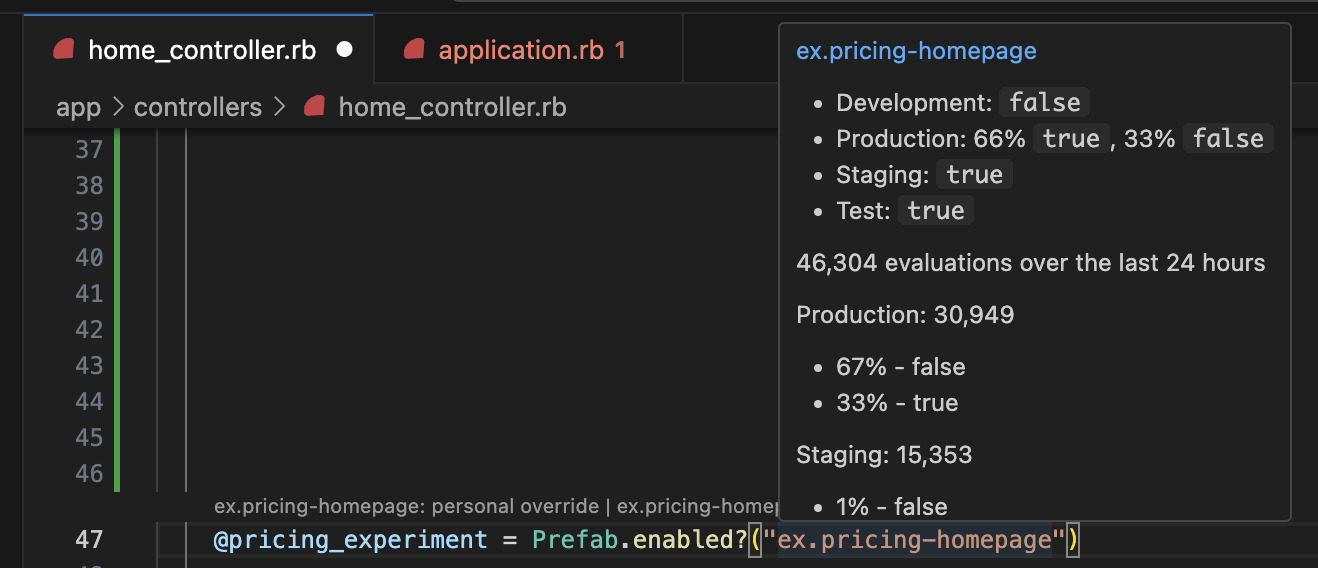 home_controller.rb
application.rb 1
app > controllers > home_controller.rb
37
38
39
40
41
42
43
44
45
46
ex.pricing-homepage: personal override | ex.pricing-home
47 @pricing_experiment = Prefab.enabled?("ex.pricing-homepage")
ex.pricing-homepage
• Development: false
• Production: 66% true, 33% false
• Staging: true
• Test: true
46,304 evaluations over the last 24 hours
Production: 30,949
• 67% - false
• 33% - true
Staging: 15,353
• 1% - false